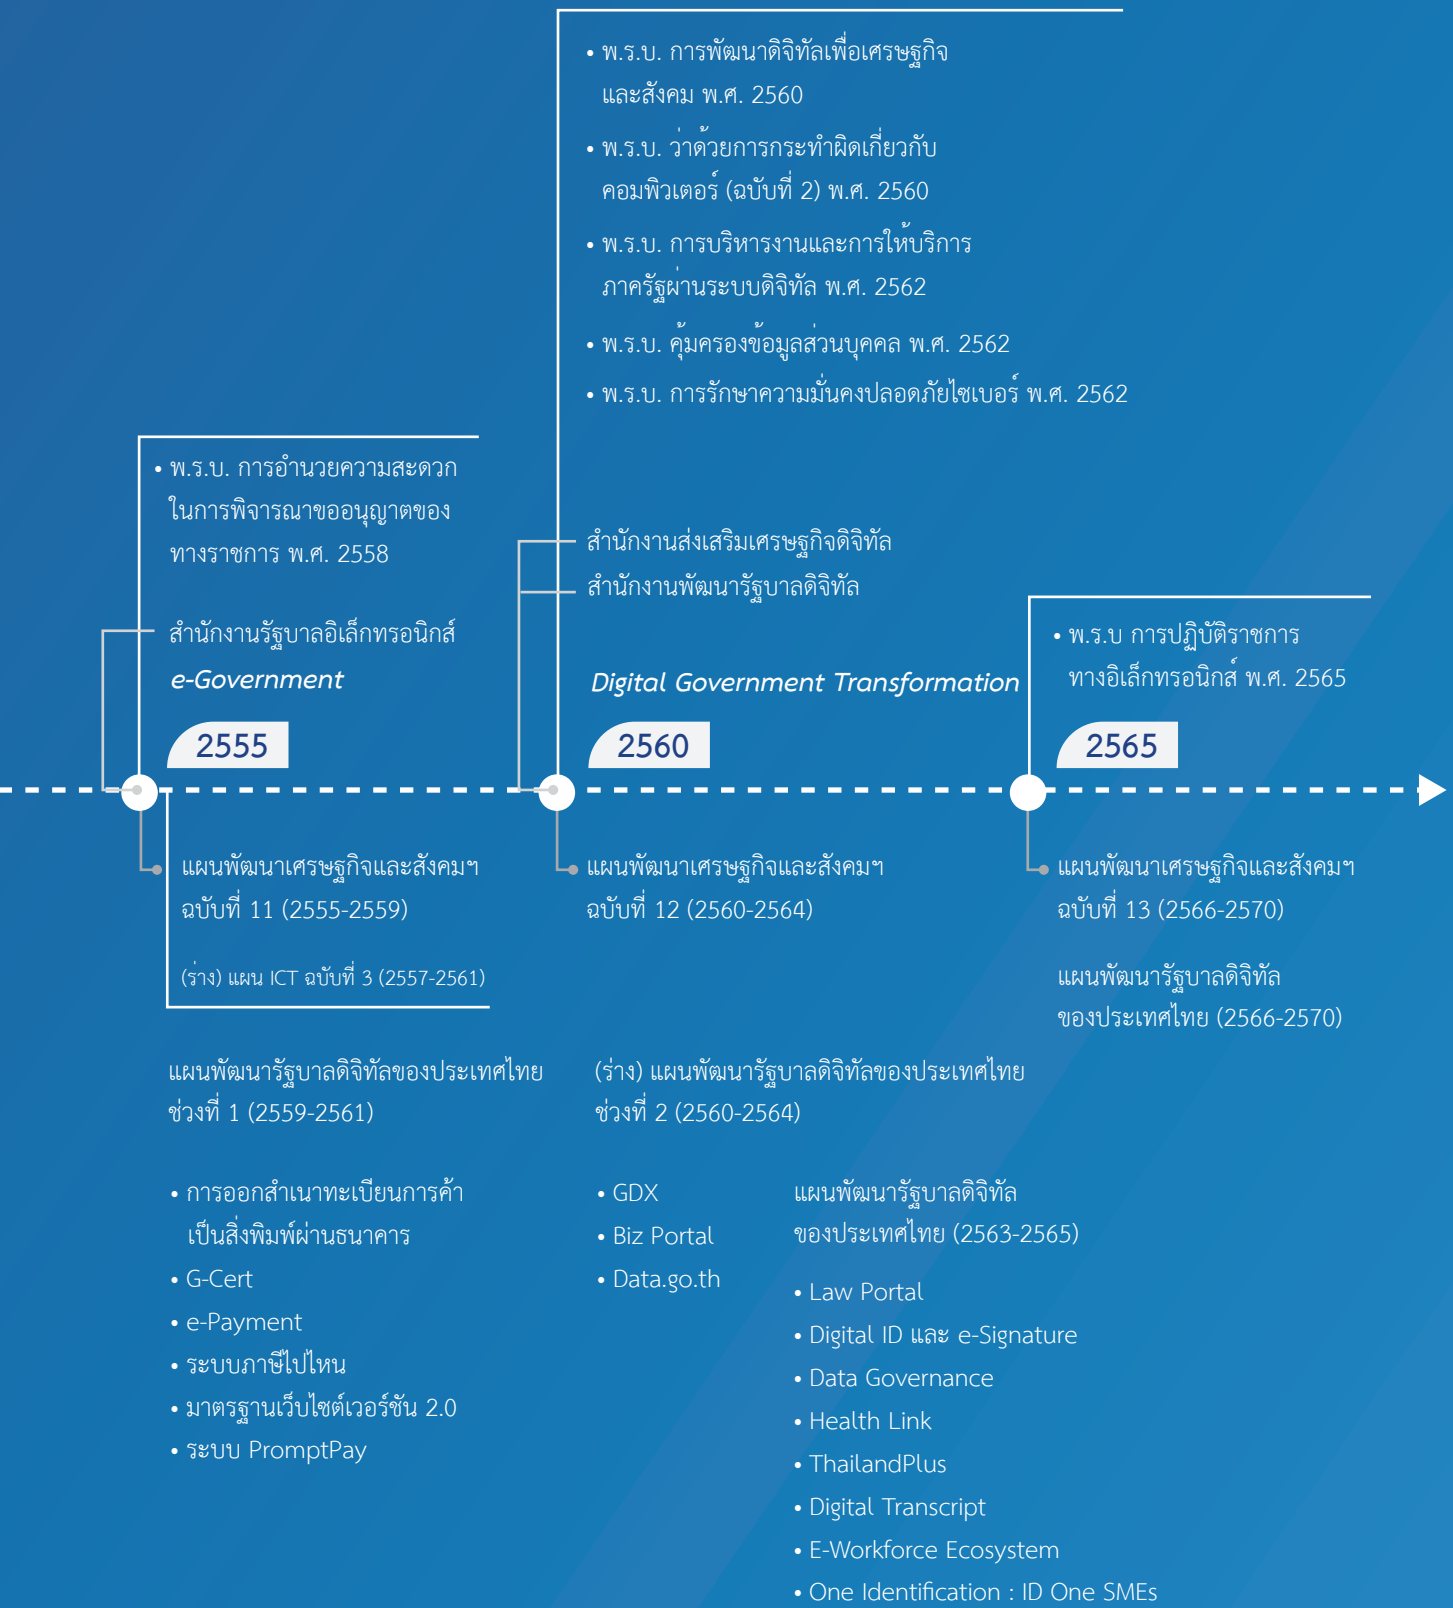 • พ.ร.บ. การพัฒนาดิจิทัลเพื่อเศรษฐกิจ
และสังคม พ.ศ. 2560
• พ.ร.บ. ว่าด้วยการกระทำผิดเกี่ยวกับ
คอมพิวเตอร์ (ฉบับที่ 2) พ.ศ. 2560
• พ.ร.บ. การบริหารงานและการให้บริการ
ภาครัฐผ่านระบบดิจิทัล พ.ศ. 2562
• พ.ร.บ. คุ้มครองข้อมูลส่วนบุคคล พ.ศ. 2562
• พ.ร.บ. การรักษาความมั่นคงปลอดภัยไซเบอร์ พ.ศ. 2562
• พ.ร.บ. การอำนวยความสะดวก
ในการพิจารณาขออนุญาตของ
ทางราชการ พ.ศ. 2558
สำนักงานรัฐบาลอิเล็กทรอนิกส์
e-Government
2555
สำนักงานส่งเสริมเศรษฐกิจดิจิทัล
สำนักงานพัฒนารัฐบาลดิจิทัล
Digital Government Transformation
2560
• พ.ร.บ การปฏิบัติราชการ
ทางอิเล็กทรอนิกส์ พ.ศ. 2565
2565
แผนพัฒนาเศรษฐกิจและสังคมฯ
ฉบับที่ 11 (2555-2559)
(ร่าง) แผน ICT ฉบับที่ 3 (2557-2561)
แผนพัฒนาเศรษฐกิจและสังคมฯ
ฉบับที่ 12 (2560-2564)
แผนพัฒนาเศรษฐกิจและสังคมฯ
ฉบับที่ 13 (2566-2570)
แผนพัฒนารัฐบาลดิจิทัล
ของประเทศไทย (2566-2570)
แผนพัฒนารัฐบาลดิจิทัลของประเทศไทย
ช่วงที่ 1 (2559-2561)
• การออกสำเนาทะเบียนการค้า
เป็นสิ่งพิมพ์ผ่านธนาคาร
• G-Cert
• e-Payment
• ระบบภาษีไปไหน
• มาตรฐานเว็บไซต์เวอร์ชัน 2.0
• ระบบ PromptPay
(ร่าง) แผนพัฒนารัฐบาลดิจิทัลของประเทศไทย
ช่วงที่ 2 (2560-2564)
• GDX
• Biz Portal
• Data.go.th
แผนพัฒนารัฐบาลดิจิทัล
ของประเทศไทย (2563-2565)
• Law Portal
• Digital ID และ e-Signature
• Data Governance
• Health Link
• ThailandPlus
• Digital Transcript
• E-Workforce Ecosystem
• One Identification : ID One SMEs